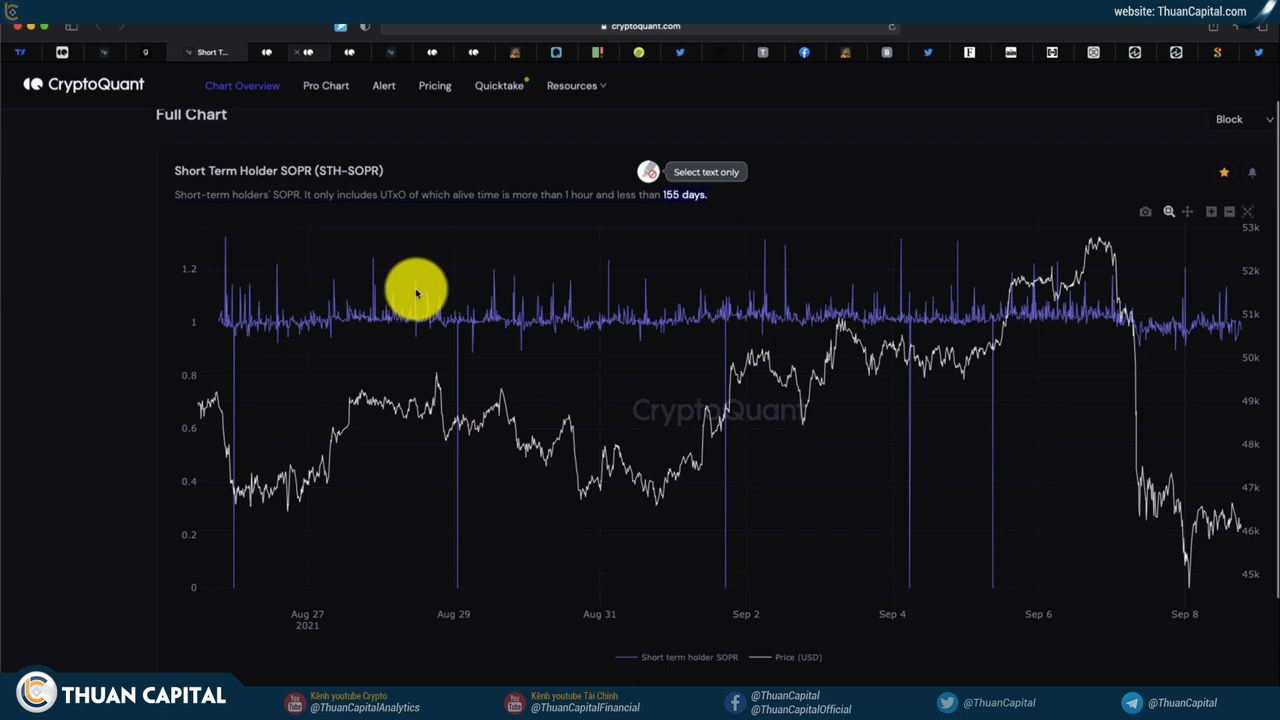 website: ThuanCapital.com
cryptoquant.com
Short T...
CryptoQuant
Chart Overview
Pro Chart
Alert
Pricing
Quicktake
Resources
Full Chart
Block
Short Term Holder SOPR (STH-SOPR)
Select text only
Short-term holders' SOPR. It only includes UTxO of which alive time is more than 1 hour and less than 155 days.
53k
1.2
52k
1
51k
50k
0.8
49k
CryptoQuant
0.6
48k
0.4
47k
0.2
46k
0
45k
Aug 27
2021
Aug 29
Aug 31
Sep 2
Sep 4
Sep 6
Sep 8
Short term holder SOPR
Price (USD)
THUAN CAPITAL
Kênh youtube Crypto
@ThuanCapitalAnalytics
Kênh youtube Tài Chính
@ThuanCapitalFinancial
@ThuanCapital
@ThuanCapitalOfficial
@ThuanCapital
@ThuanCapital